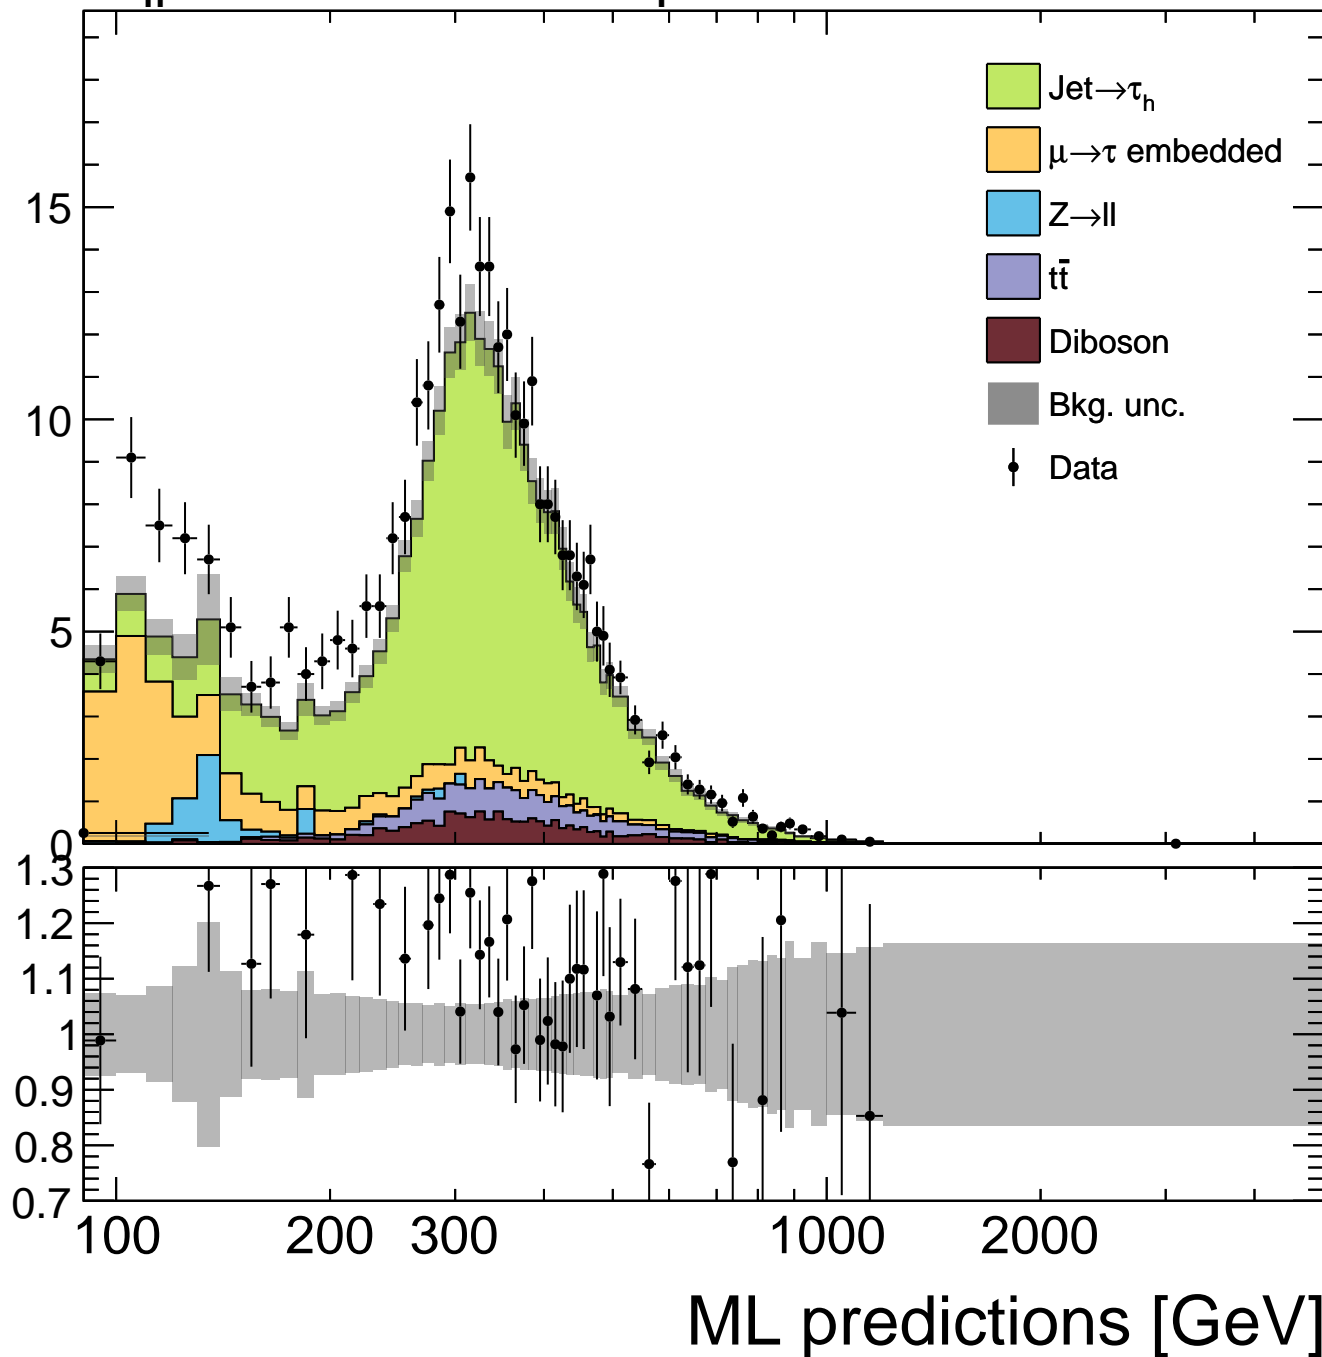 Jet→τh
μ→τ embedded
Z→ll
tt̄
Diboson
Bkg. unc.
Data
15
10
5
0
1.3
1.2
1.1
1
0.9
0.8
0.7
100 200 300 1000 2000
ML predictions [GeV]